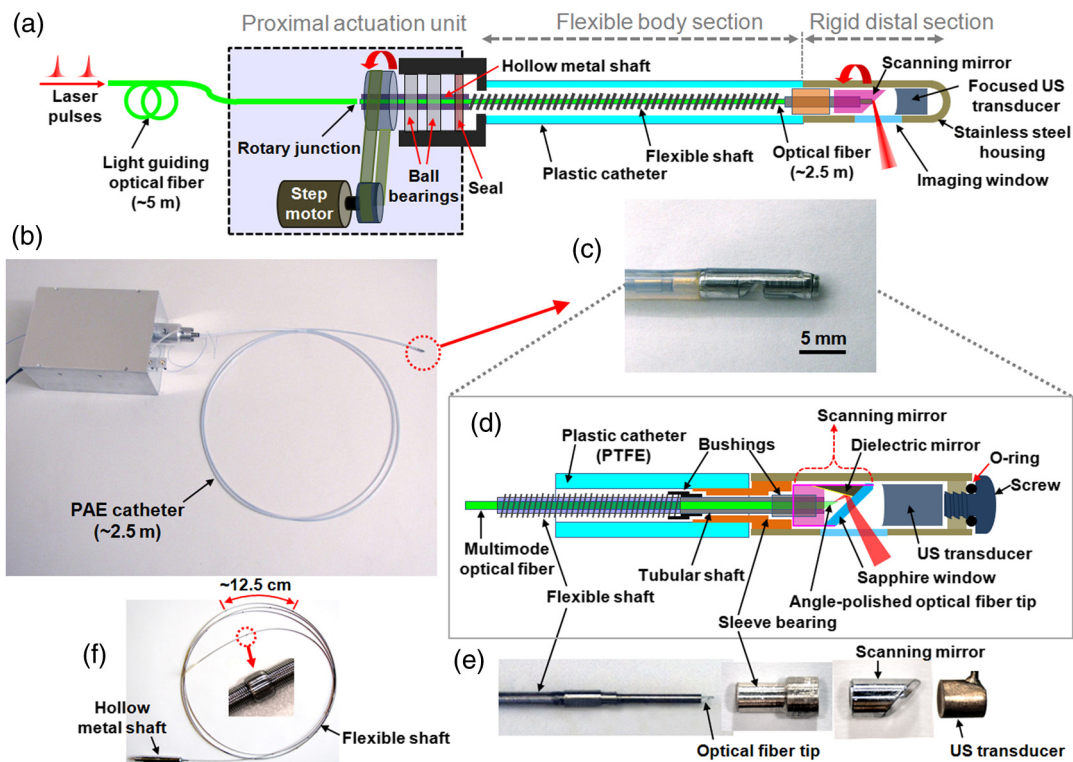 (a)
Proximal actuation unit
Flexible body section
Rigid distal section
Laser
pulses
Light guiding
optical fiber
(~5 m)
Rotary junction
Step
motor
Ball
bearings
Seal
Hollow metal shaft
Plastic catheter
Flexible shaft
Optical fiber
(~2.5 m)
Scanning mirror
Focused US
transducer
Stainless steel
housing
Imaging window
(b)
PAE catheter
(~2.5 m)
(c)
5 mm
(d)
Plastic catheter
(PTFE)
Bushings
Scanning mirror
Dielectric mirror
O-ring
Screw
Multimode
optical fiber
Flexible shaft
Tubular shaft
Sleeve bearing
US transducer
Sapphire window
Angle-polished optical fiber tip
(e)
Optical fiber tip
Scanning mirror
US transducer
(f)
~12.5 cm
Hollow
metal shaft
Flexible shaft